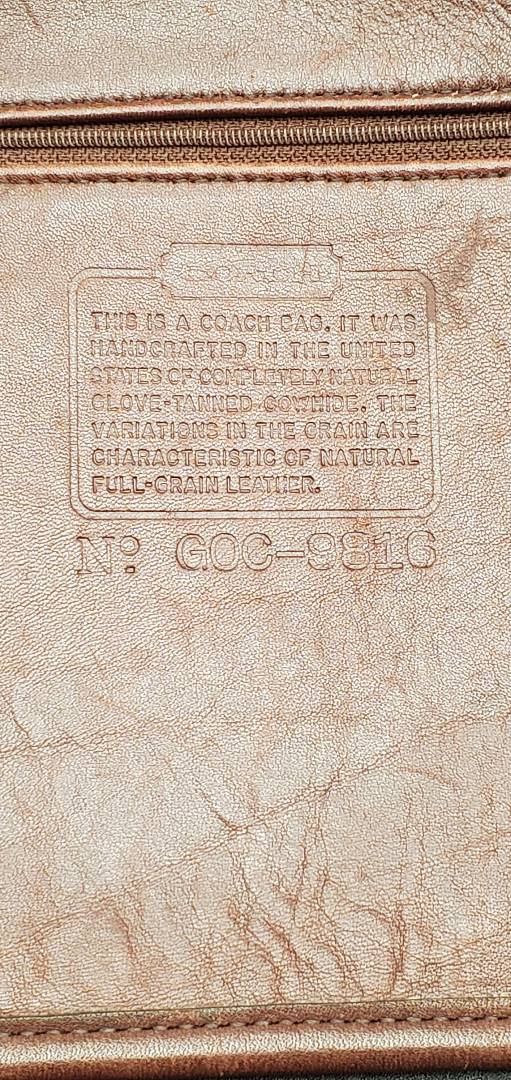 COACH
THIS IS A COACH BAG. IT WAS
HANDCRAFTED IN THE UNITED
STATES OF COMPLETELY NATURAL
GLOVE-TANNED COWHIDE. THE
VARIATIONS IN THE GRAIN ARE
CHARACTERISTIC OF NATURAL
FULL-GRAIN LEATHER.
Nº GOC-9816